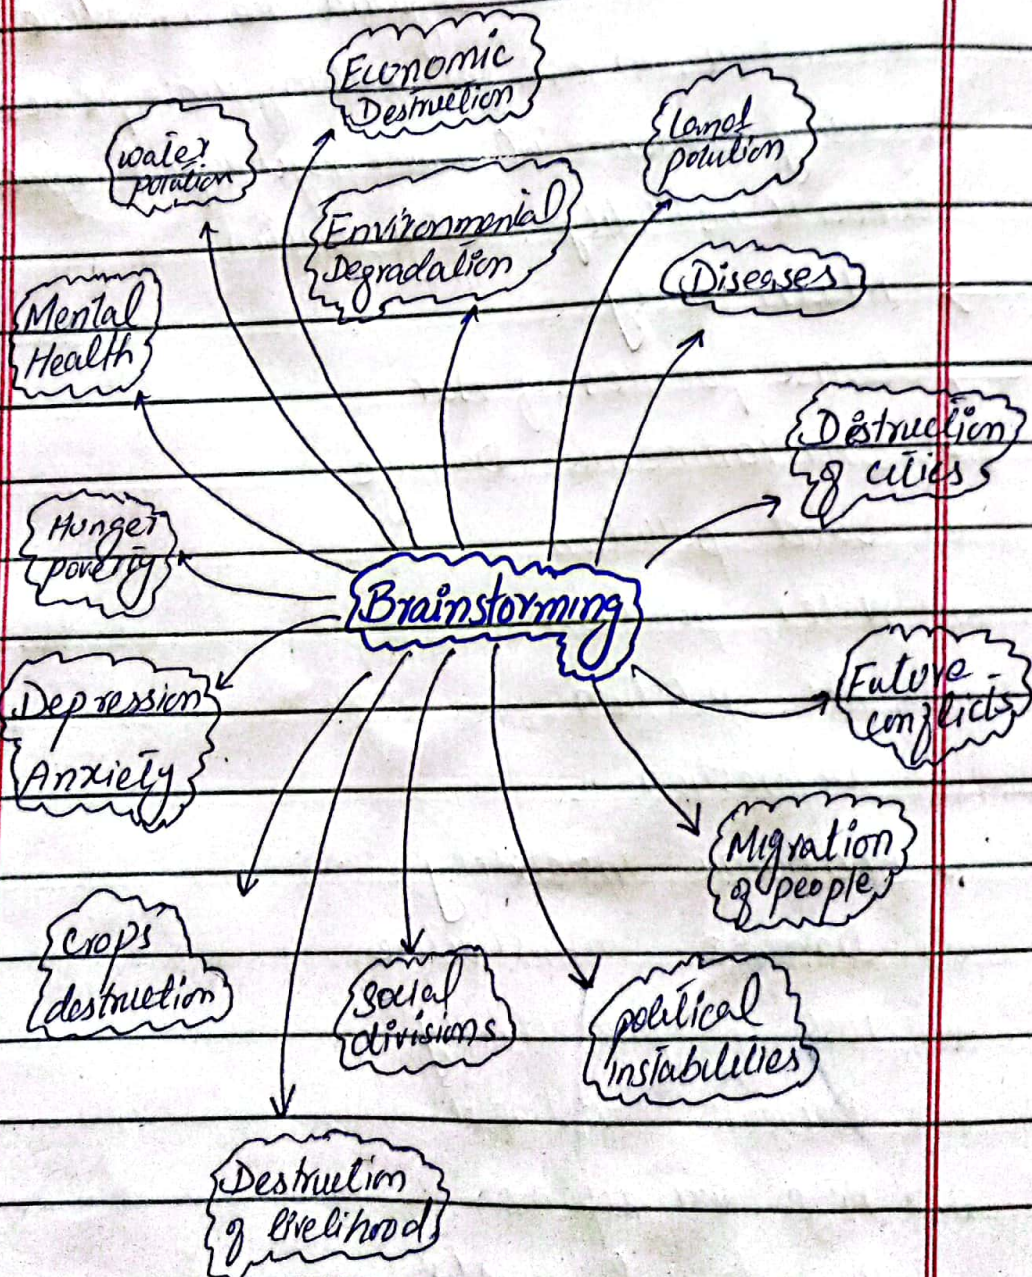 Economic
Destruction
water
polution
Land
polution
Environmental
Degradation
Diseases
Mental
Health
Destruction
of cities
Hunger
poverty
Brainstorming
Depression
Anxiety
Future
conflicts
Migration
of people
crops
destruction
social
divisions
political
instabilities
Destruction
of livelihood